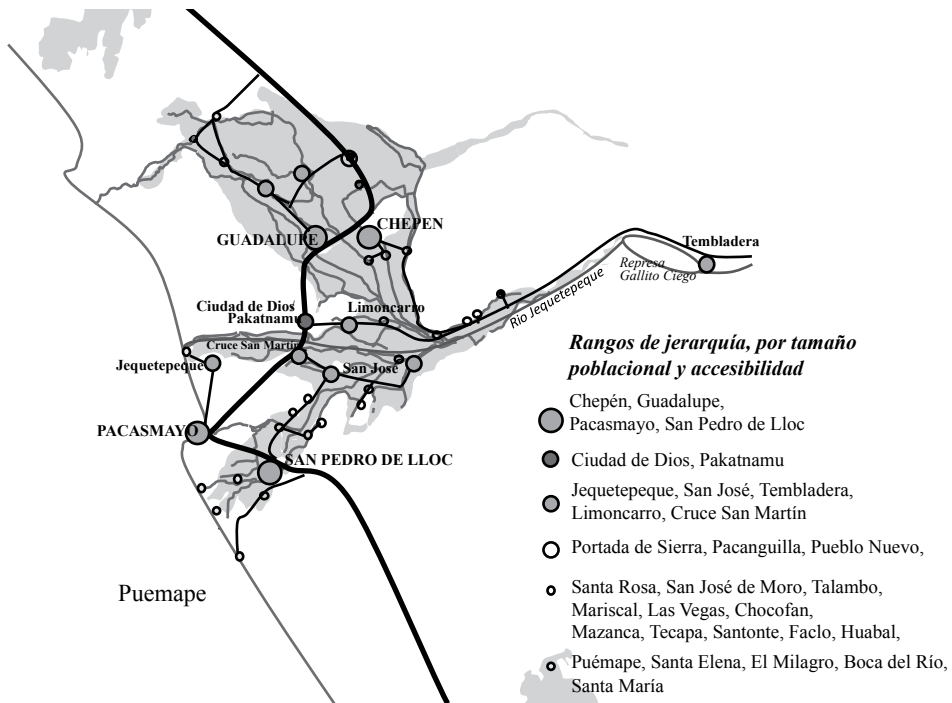 CHEPEN
GUADALUPE
Tembladera
Represa
Gallito Ciego
Rio Jequetepeque
Ciudad de Dios
Pakatnamu
Limoncarro
Cruce San Martín
Jequetepeque
San José
PACASMAYO
SAN PEDRO DE LLOC
Puemape
Rangos de jerarquía, por tamaño
poblacional y accesibilidad
Chepén, Guadalupe,
Pacasmayo, San Pedro de Lloc
Ciudad de Dios, Pakatnamu
Jequetepeque, San José, Tembladera,
Limoncarro, Cruce San Martín
Portada de Sierra, Pacanguilla, Pueblo Nuevo,
Santa Rosa, San José de Moro, Talambo,
Mariscal, Las Vegas, Chocofan,
Mazanca, Tecapa, Santonte, Faclo, Huabal,
Puémape, Santa Elena, El Milagro, Boca del Río,
Santa María